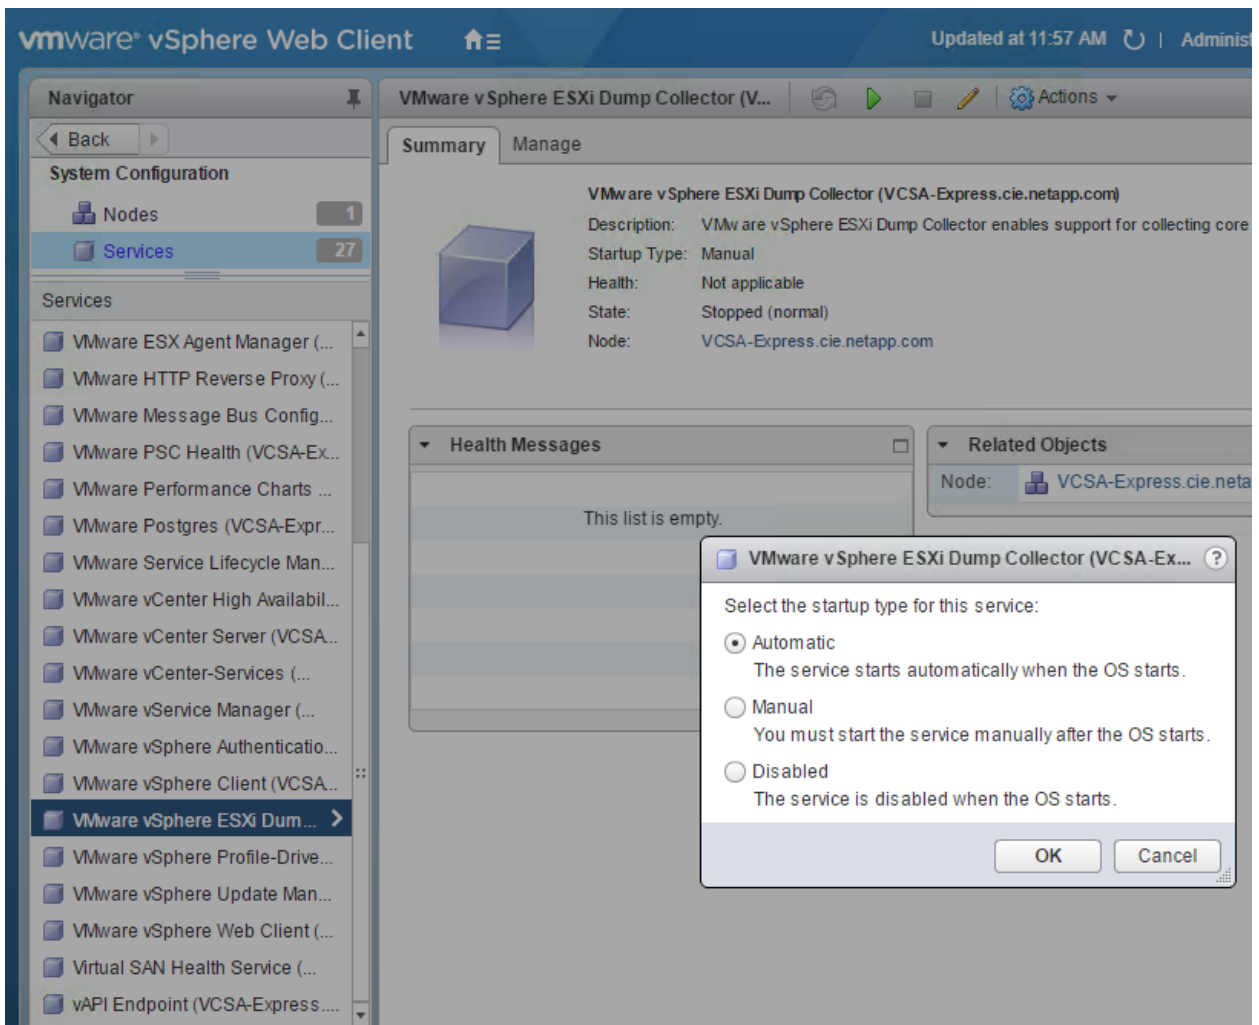 vmware® vSphere Web Client
Updated at 11:57 AM | Administ
Navigator
VMware vSphere ESXi Dump Collector (V...
Actions
Back
Summary Manage
System Configuration
Nodes 1
Services 27
VMware vSphere ESXi Dump Collector (VCSA-Express.cie.netapp.com)
Description: VMware vSphere ESXi Dump Collector enables support for collecting core
Startup Type: Manual
Health: Not applicable
State: Stopped (normal)
Node: VCSA-Express.cie.netapp.com
Services
VMware ESX Agent Manager (...
VMware HTTP Reverse Proxy (...
VMware Message Bus Config...
VMware PSC Health (VCSA-Ex...
VMware Performance Charts ...
VMware Postgres (VCSA-Expr...
VMware Service Lifecycle Man...
VMware vCenter High Availabil...
VMware vCenter Server (VCSA...
VMware vCenter-Services (...
VMware vService Manager (...
VMware vSphere Authenticatio...
VMware vSphere Client (VCSA...
VMware vSphere ESXi Dum...
VMware vSphere Profile-Drive...
VMware vSphere Update Man...
VMware vSphere Web Client (...
Virtual SAN Health Service (...
vAPI Endpoint (VCSA-Express....
Health Messages
This list is empty.
Related Objects
Node: VCSA-Express.cie.neta
VMware vSphere ESXi Dump Collector (VCSA-Ex... ?
Select the startup type for this service:
Automatic
The service starts automatically when the OS starts.
Manual
You must start the service manually after the OS starts.
Disabled
The service is disabled when the OS starts.
OK Cancel